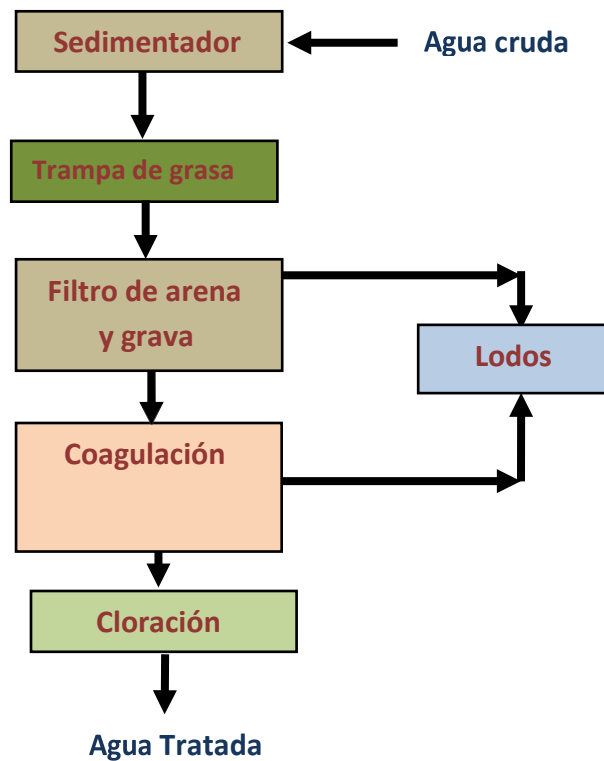 Sedimentador
Agua cruda
Trampa de grasa
Filtro de arena
y grava
Lodos
Coagulación
Cloración
Agua Tratada